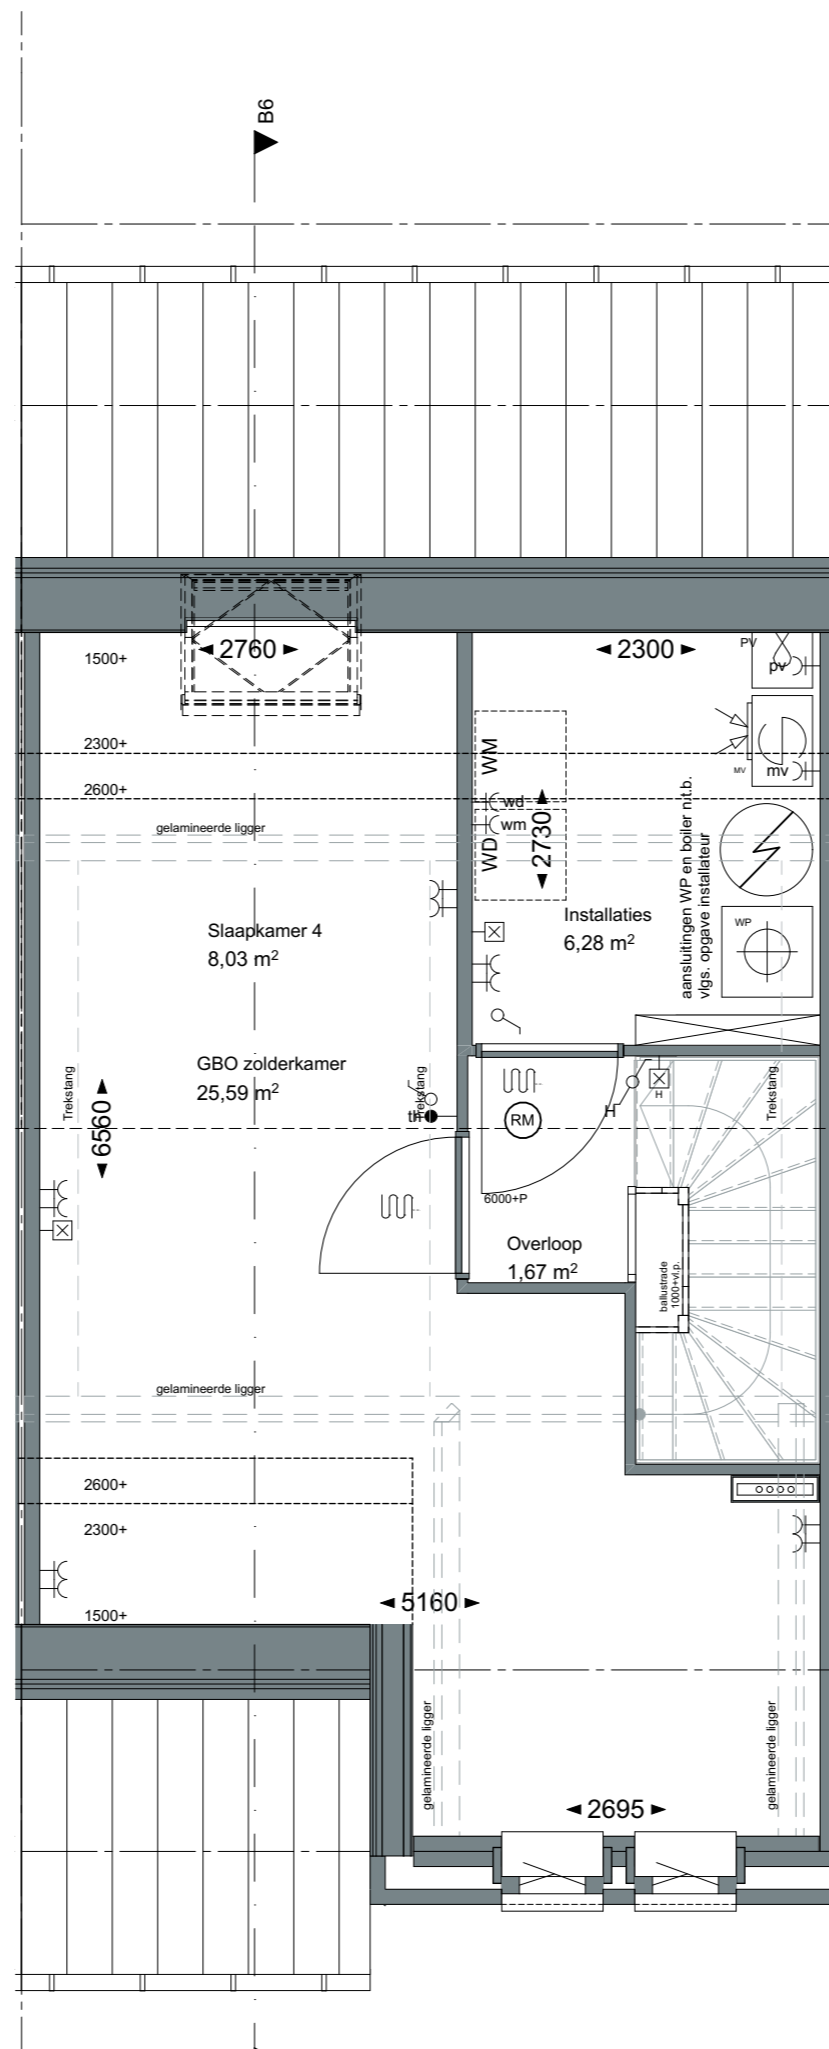 B6
2760
2300
1500+
PV
pv
2300+
WM
MV
mv
2600+
wd
wm
WD
2730
gelamineerde ligger
aansluitingen WP en boiler n.t.b.
vlgs. opgave installateur
Slaapkamer 4
8,03 m²
Installaties
6,28 m²
WP
GBO zolderkamer
25,59 m²
Trekstang
Trekstang
Trekstang
th
6560
RM
H
H
6000+P
Overloop
1,67 m²
ballustrade
1000+vl.p.
gelamineerde ligger
2600+
2300+
1500+
5160
gelamineerde ligger
gelamineerde ligger
2695